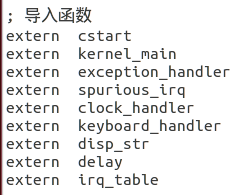 ; 导入函数
extern  cstart
extern  kernel_main
extern  exception_handler
extern  spurious_irq
extern  clock_handler
extern  keyboard_handler
extern  disp_str
extern  delay
extern  irq_table